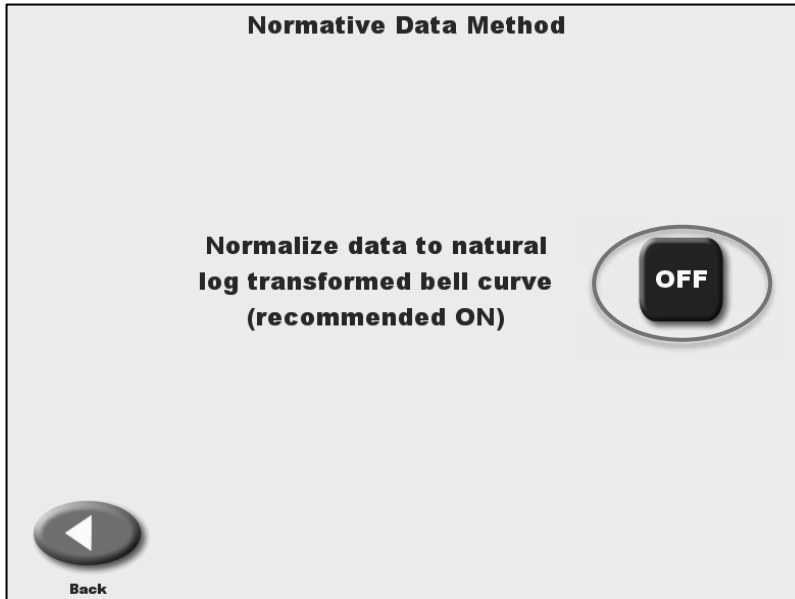 Normative Data Method
Normalize data to natural
log transformed bell curve
(recommended ON)
OFF
Back